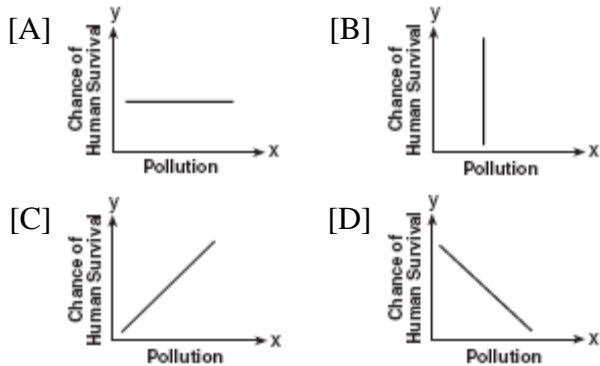 [A]
y
Chance of
Human Survival
x
Pollution
[B]
y
Chance of
Human Survival
x
Pollution
[C]
y
Chance of
Human Survival
x
Pollution
[D]
y
Chance of
Human Survival
x
Pollution